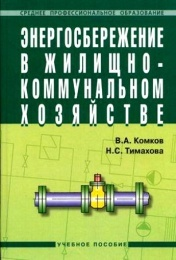 СРЕДНЕЕ ПРОФЕССИОНАЛЬНОЕ ОБРАЗОВАНИЕ
ЭНЕРГОСБЕРЕЖЕНИЕ
В ЖИЛИЩНО-
КОММУНАЛЬНОМ
ХОЗЯЙСТВЕ
В.А. Комков
Н.С. Тимахова
УЧЕБНОЕ ПОСОБИЕ